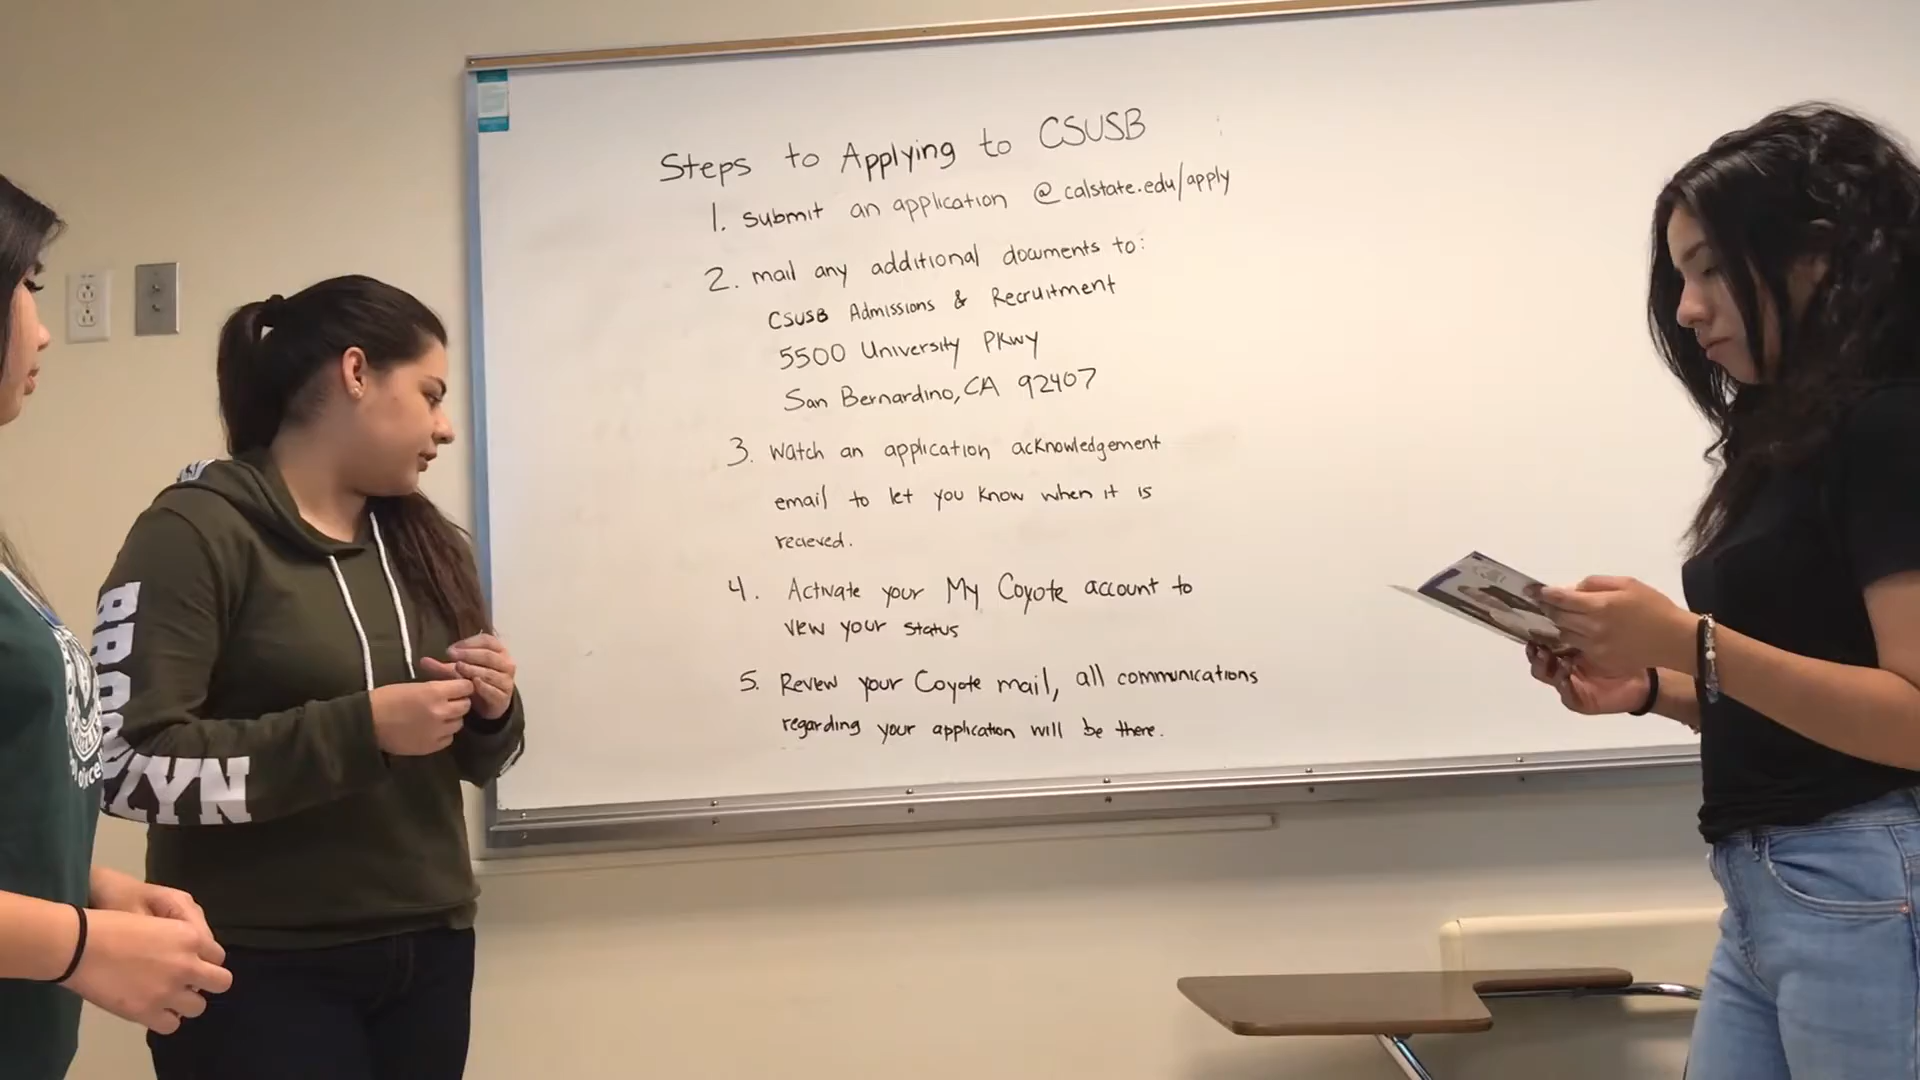 Steps to Applying to CSUSB
1. submit an application @ calstate.edu/apply
2. mail any additional documents to:
CSUSB Admissions & Recruitment
5500 University Pkwy
San Bernardino, CA 92407
3. Watch an application acknowledgement
email to let you know when it is
recieved.
4. Activate your My Coyote account to
view your status
5. Review your Coyote mail, all communications
regarding your application will be there.
BROOKLYN